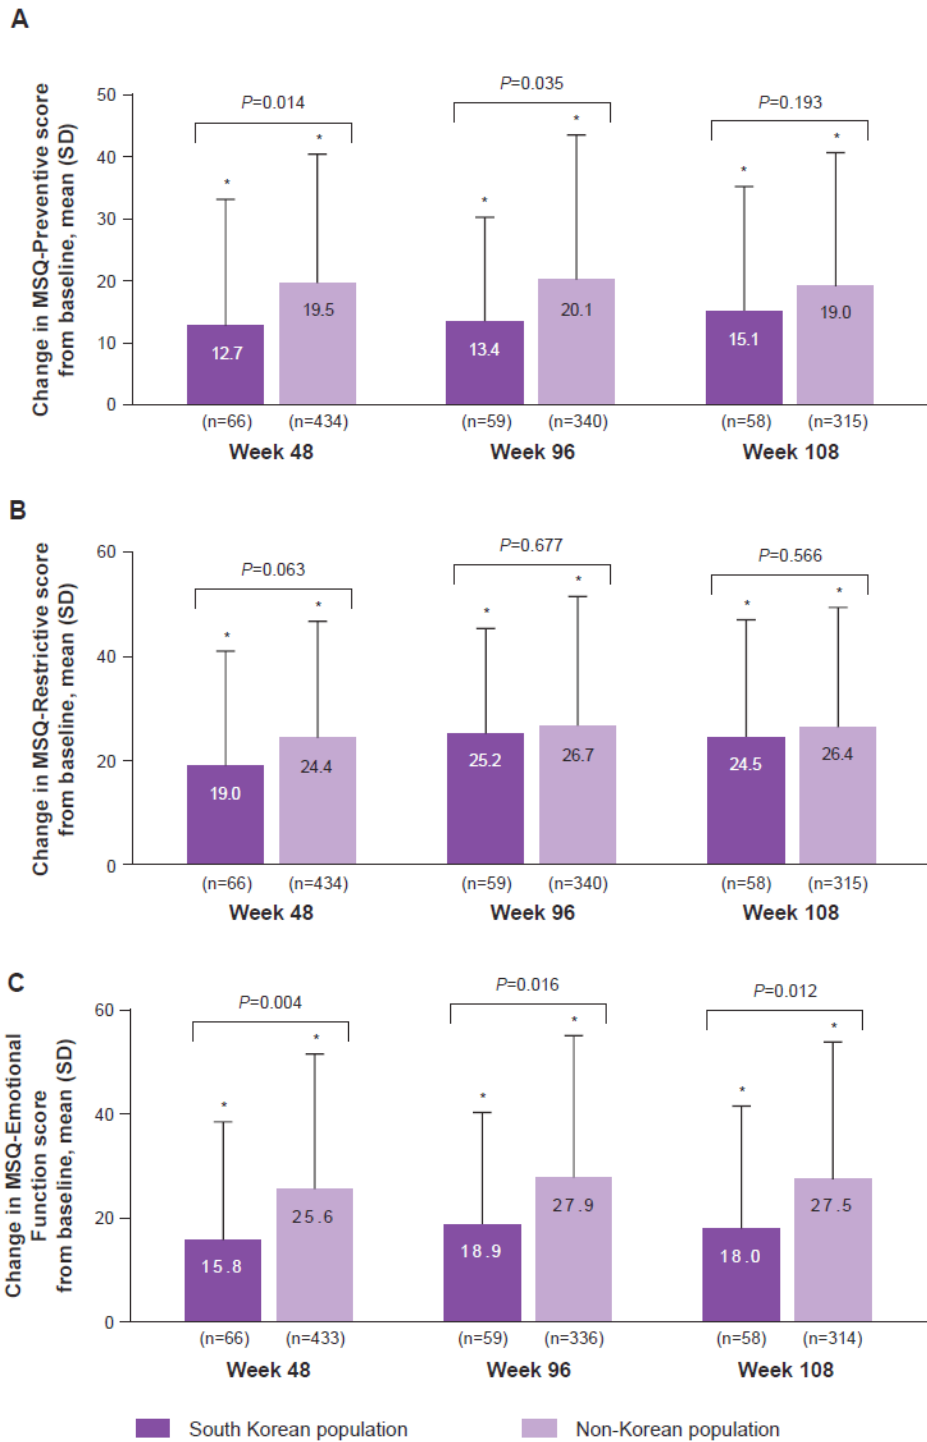 A
Change in MSQ-Preventive score
from baseline, mean (SD)
50
40
30
20
10
0
P=0.014
P=0.035
P=0.193
*
*
*
*
*
*
12.7
19.5
13.4
20.1
15.1
19.0
(n=66)
(n=434)
(n=59)
(n=340)
(n=58)
(n=315)
Week 48
Week 96
Week 108
B
Change in MSQ-Restrictive score
from baseline, mean (SD)
60
40
20
0
P=0.063
P=0.677
P=0.566
*
*
*
*
*
*
19.0
24.4
25.2
26.7
24.5
26.4
(n=66)
(n=434)
(n=59)
(n=340)
(n=58)
(n=315)
Week 48
Week 96
Week 108
C
Change in MSQ-Emotional
Function score
from baseline, mean (SD)
60
40
20
0
P=0.004
P=0.016
P=0.012
*
*
*
*
*
*
15.8
25.6
18.9
27.9
18.0
27.5
(n=66)
(n=433)
(n=59)
(n=336)
(n=58)
(n=314)
Week 48
Week 96
Week 108
South Korean population
Non-Korean population